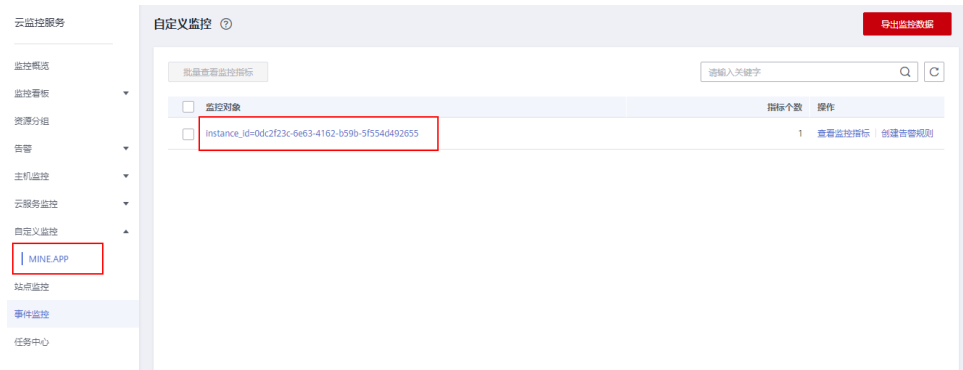 云监控服务
监控概览
监控看板
资源分组
告警
主机监控
云服务监控
自定义监控
MINE.APP
站点监控
事件监控
任务中心
自定义监控
导出监控数据
批量查看监控指标
请输入关键字
监控对象 指标个数 操作
instance_id=0dc2f23c-6e63-4162-b59b-5f554d492655 1 查看监控指标 创建告警规则